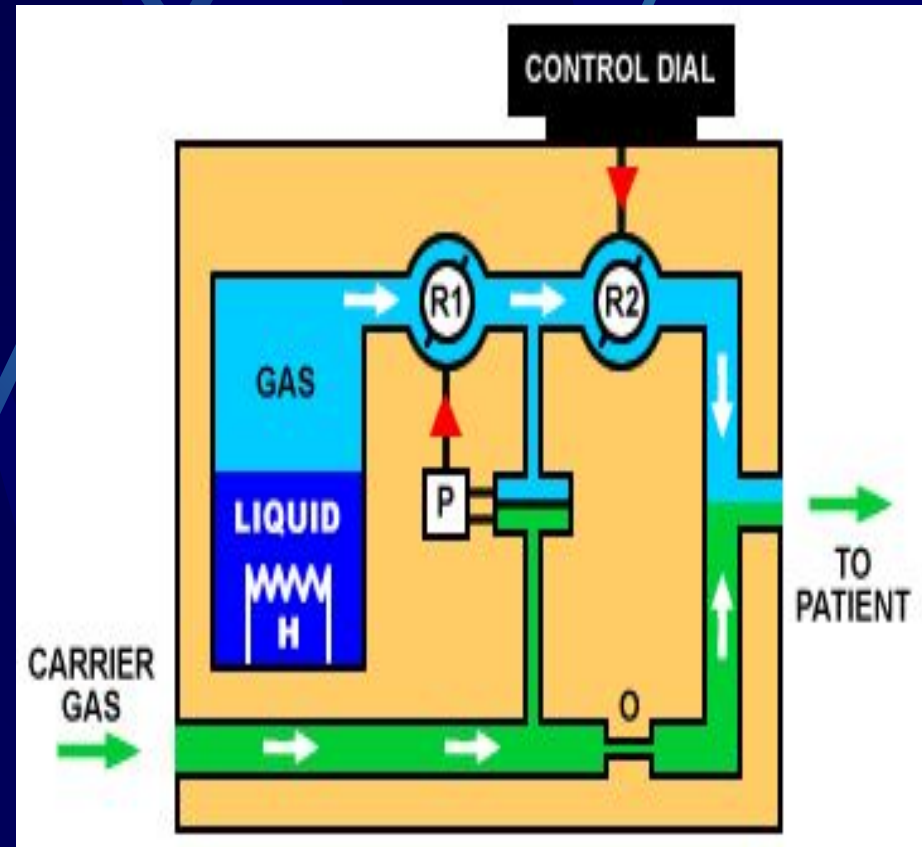 CONTROL DIAL
R1
R2
GAS
P
LIQUID
H
CARRIER
GAS
O
TO
PATIENT